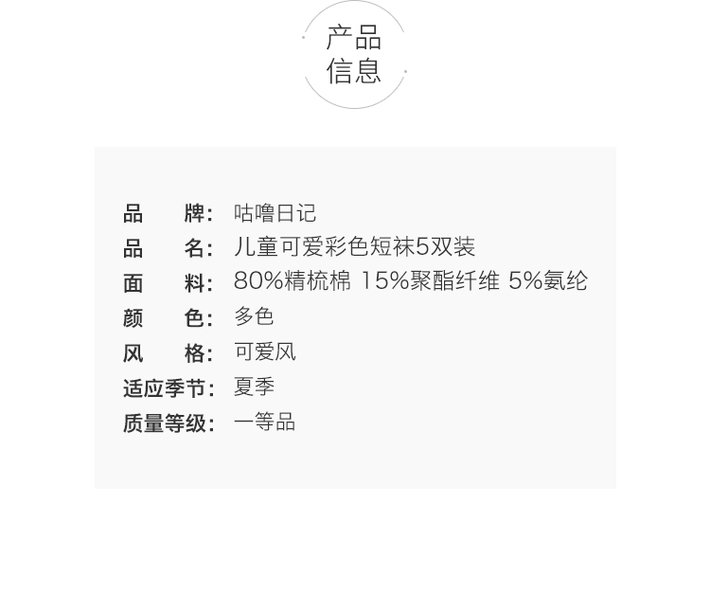 产品
信息
品 牌： 咕噜日记
品 名： 儿童可爱彩色短袜5双装
面 料： 80%精梳棉 15%聚酯纤维 5%氨纶
颜 色： 多色
风 格： 可爱风
适应季节： 夏季
质量等级： 一等品